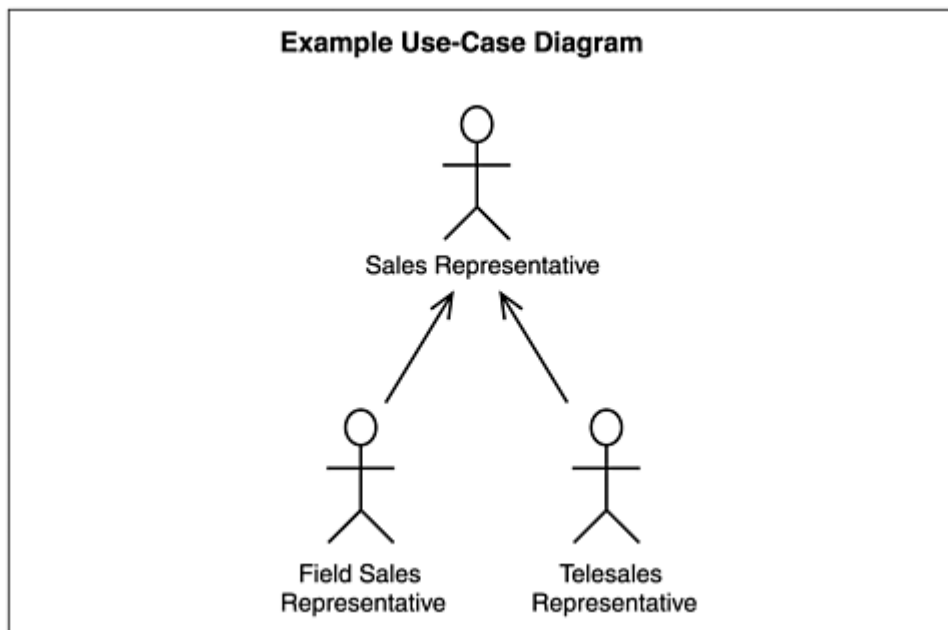 Example Use-Case Diagram
Sales Representative
Field Sales
Representative
Telesales
Representative